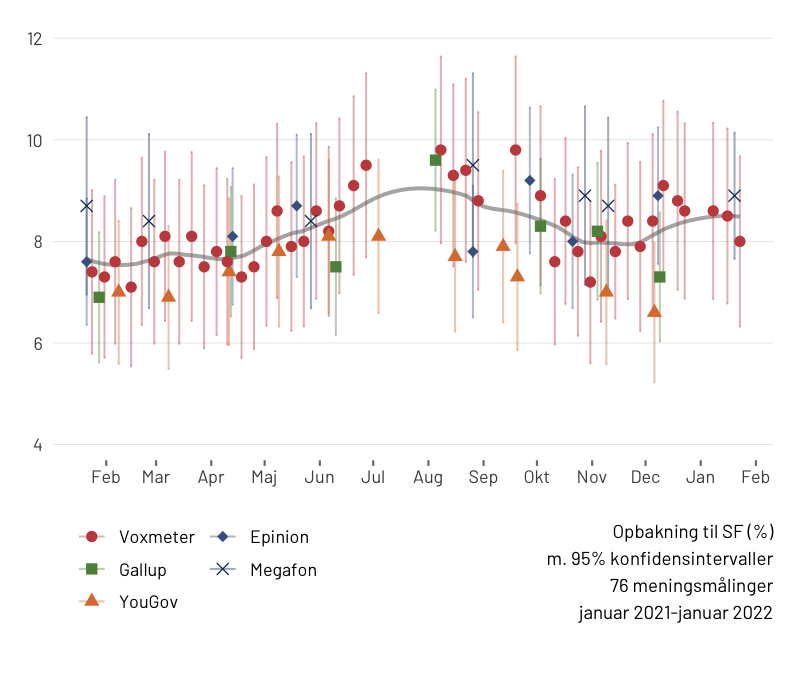 12
10
8
6
4
Feb Mar Apr Maj Jun Jul Aug Sep Okt Nov Dec Jan Feb
Voxmeter Epinion
Gallup Megafon
YouGov
Opbakning til SF (%)
m. 95% konfidensintervaller
76 meningsmålinger
januar 2021-januar 2022